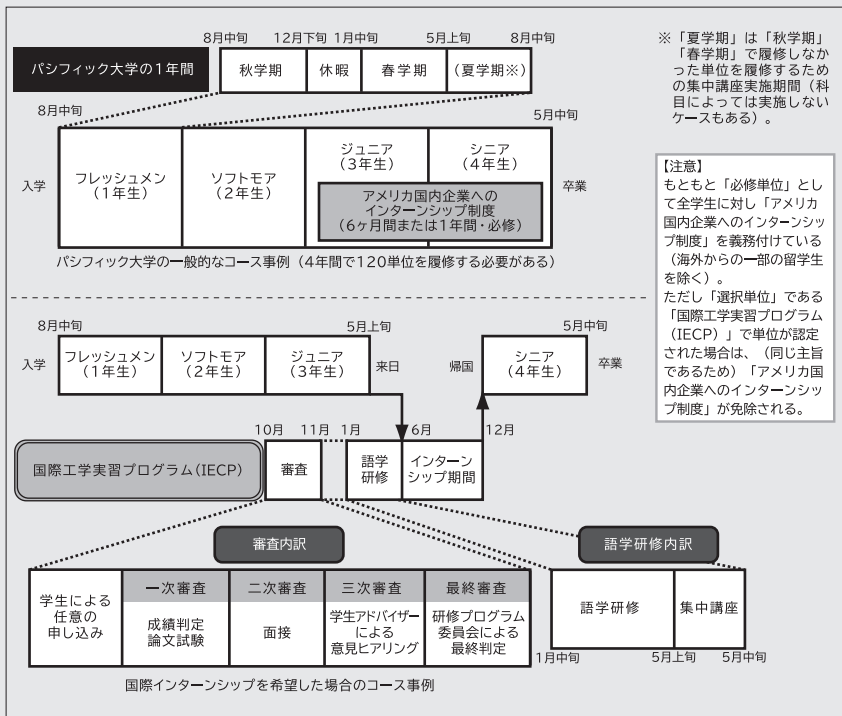 8月中旬 12月下旬 1月中旬 5月上旬 8月中旬
パシフィック大学の1年間
秋学期 休暇 春学期 (夏学期※)
※「夏学期」は「秋学期」
「春学期」で履修しなか
った単位を履修するため
の集中講座実施期間(科
目によっては実施しない
ケースもある)。
8月中旬 5月中旬
入学
フレッシュメン
(1年生)
ソフトモア
(2年生)
ジュニア
(3年生)
シニア
(4年生)
アメリカ国内企業への
インターンシップ制度
(6ヶ月間または1年間・必修)
卒業
パシフィック大学の一般的なコース事例(4年間で120単位を履修する必要がある)
【注意】
もともと「必修単位」とし
て全学生に対し「アメリカ
国内企業へのインターンシッ
プ制度」を義務付けている
(海外からの一部の留学生
を除く)。
ただし「選択単位」である
「国際工学実習プログラム
(IECP)」で単位が認定
された場合は、(同じ主旨
であるため)「アメリカ国
内企業へのインターンシッ
プ制度」が免除される。
8月中旬 5月上旬 5月中旬
入学
フレッシュメン
(1年生)
ソフトモア
(2年生)
ジュニア
(3年生)
来日
帰国
シニア
(4年生)
卒業
10月 11月 1月 6月 12月
国際工学実習プログラム(IECP)
審査
語学
研修
インターン
シップ期間
審査内訳
語学研修内訳
学生による
任意の
申し込み
一次審査
成績判定
論文試験
二次審査
面接
三次審査
学生アドバイザー
による
意見ヒアリング
最終審査
研修プログラム
委員会による
最終判定
語学研修 集中講座
1月中旬 5月上旬 5月中旬
国際インターンシップを希望した場合のコース事例